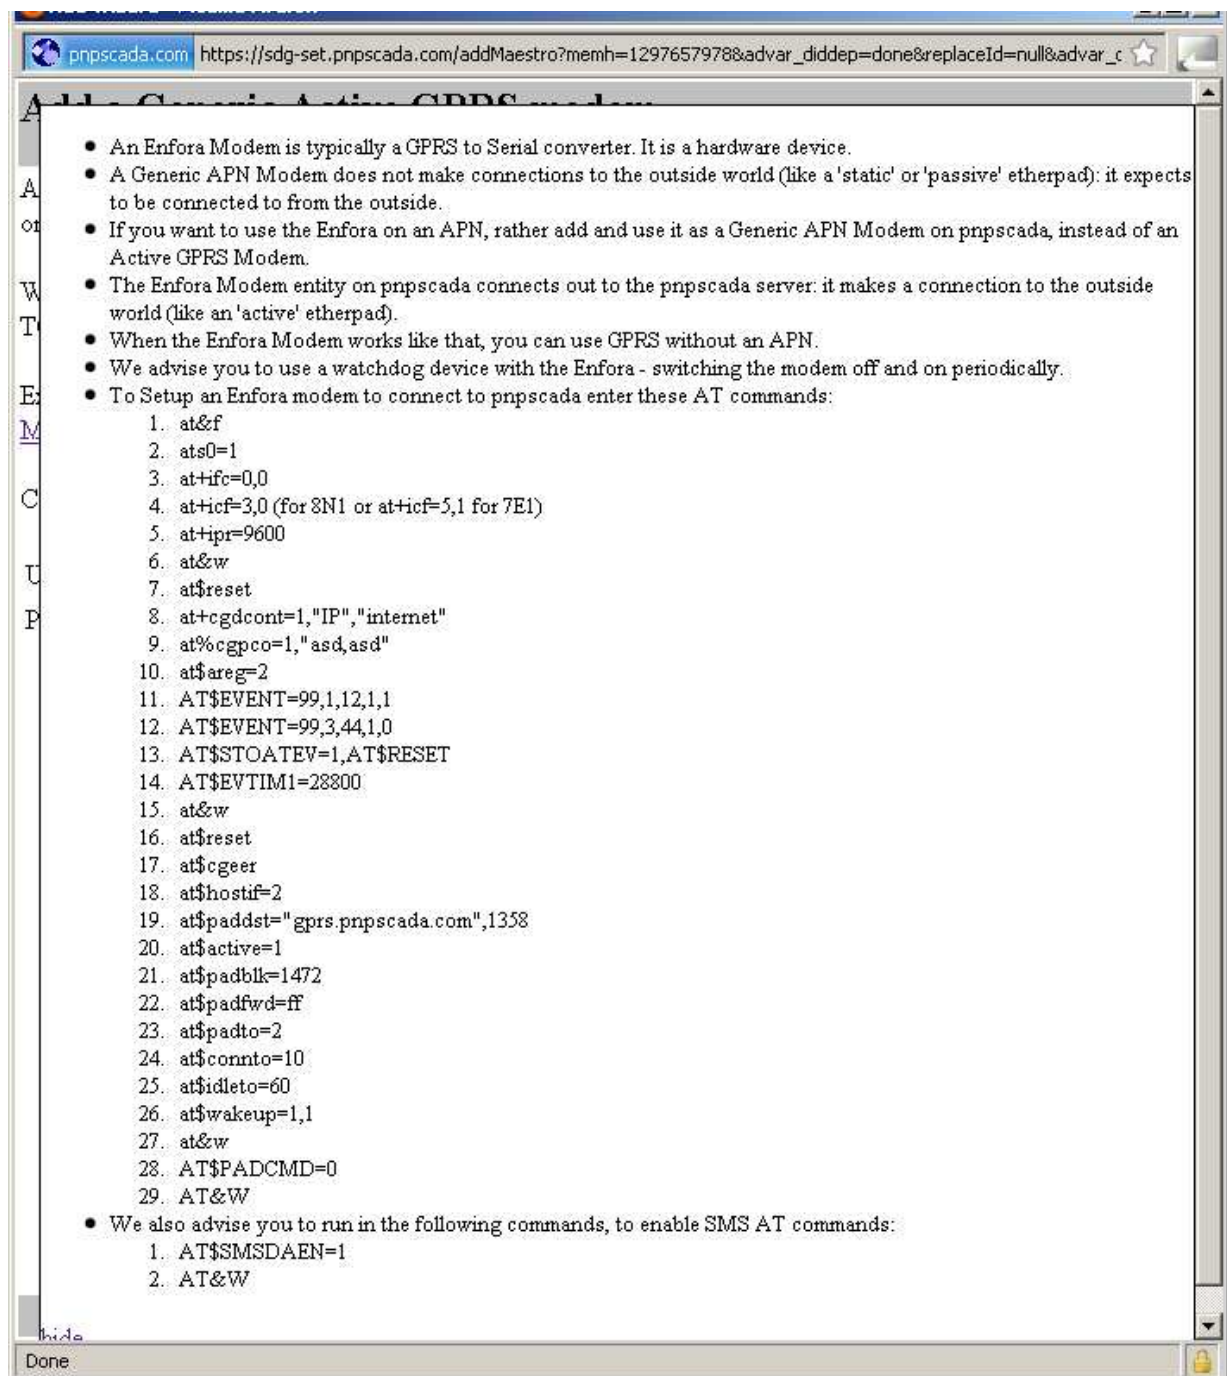 pnpscada.com https://sdg-set.pnpscada.com/addMaestro?memh=1297657978&advar_diddep=done&replaceId=null&advar_c
Add a Generic Active GPRS modem
• An Enfora Modem is typically a GPRS to Serial converter. It is a hardware device.
• A Generic APN Modem does not make connections to the outside world (like a 'static' or 'passive' etherpad): it expects
to be connected to from the outside.
• If you want to use the Enfora on an APN, rather add and use it as a Generic APN Modem on pnpscada, instead of an
Active GPRS Modem.
• The Enfora Modem entity on pnpscada connects out to the pnpscada server: it makes a connection to the outside
world (like an 'active' etherpad).
• When the Enfora Modem works like that, you can use GPRS without an APN.
• We advise you to use a watchdog device with the Enfora - switching the modem off and on periodically.
• To Setup an Enfora modem to connect to pnpscada enter these AT commands:
1. at&f
2. ats0=1
3. at+ifc=0,0
4. at+icf=3,0 (for 8N1 or at+icf=5,1 for 7E1)
5. at+ipr=9600
6. at&w
7. at$reset
8. at+cgdcont=1,"IP","internet"
9. at%cgpco=1,"asd,asd"
10. at$areg=2
11. AT$EVENT=99,1,12,1,1
12. AT$EVENT=99,3,44,1,0
13. AT$STOATEV=1,AT$RESET
14. AT$EVTIM1=28800
15. at&w
16. at$reset
17. at$cgeer
18. at$hostif=2
19. at$paddst="gprs.pnpscada.com",1358
20. at$active=1
21. at$padblk=1472
22. at$padfwd=ff
23. at$padto=2
24. at$connto=10
25. at$idleto=60
26. at$wakeup=1,1
27. at&w
28. AT$PADCMD=0
29. AT&W
• We also advise you to run in the following commands, to enable SMS AT commands:
1. AT$SMSDAEN=1
2. AT&W
hide
Done